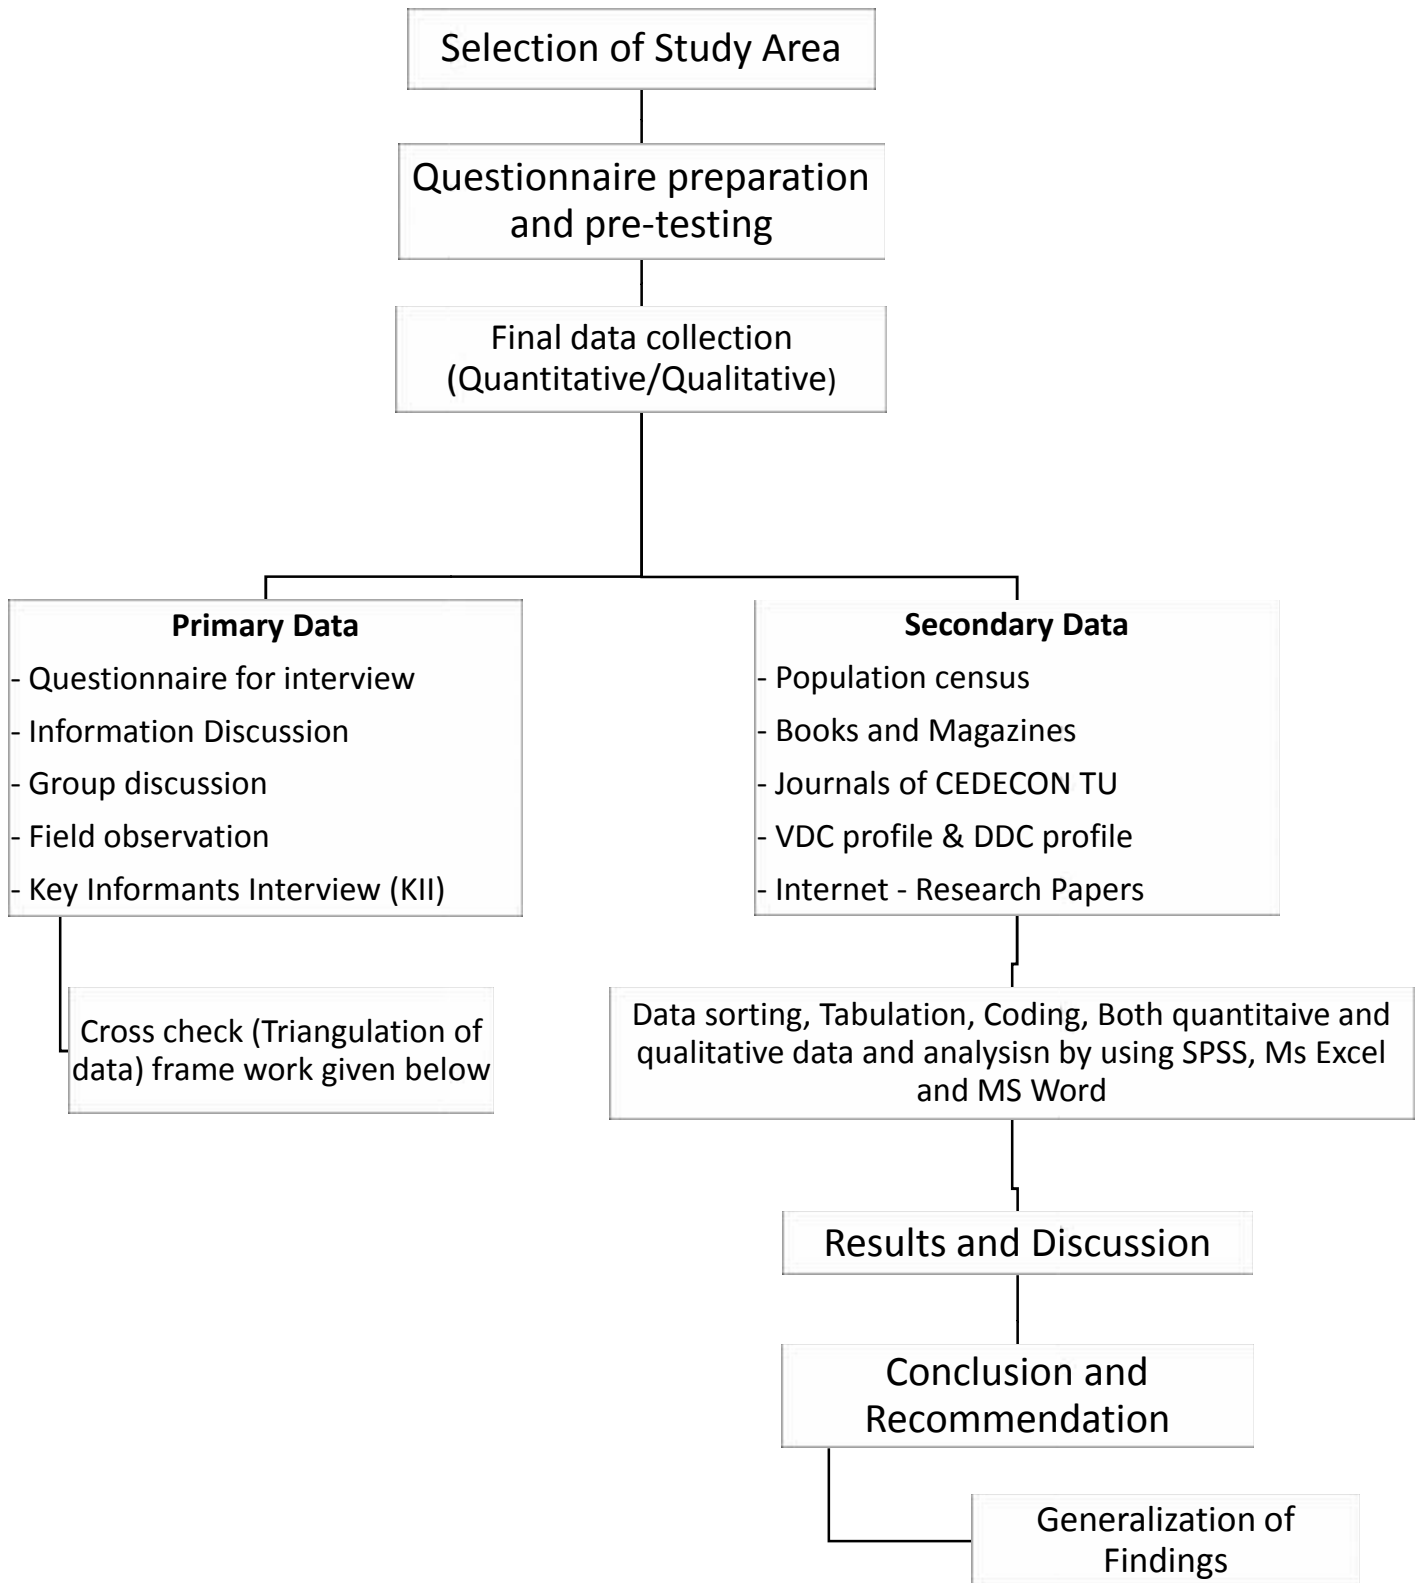 Selection of Study Area
Questionnaire preparation
and pre-testing
Final data collection
(Quantitative/Qualitative)
Primary Data
- Questionnaire for interview
- Information Discussion
- Group discussion
- Field observation
- Key Informants Interview (KII)
Secondary Data
- Population census
- Books and Magazines
- Journals of CEDECON TU
- VDC profile & DDC profile
- Internet - Research Papers
Cross check (Triangulation of
data) frame work given below
Data sorting, Tabulation, Coding, Both quantitaive and
qualitative data and analysisn by using SPSS, Ms Excel
and MS Word
Results and Discussion
Conclusion and
Recommendation
Generalization of
Findings